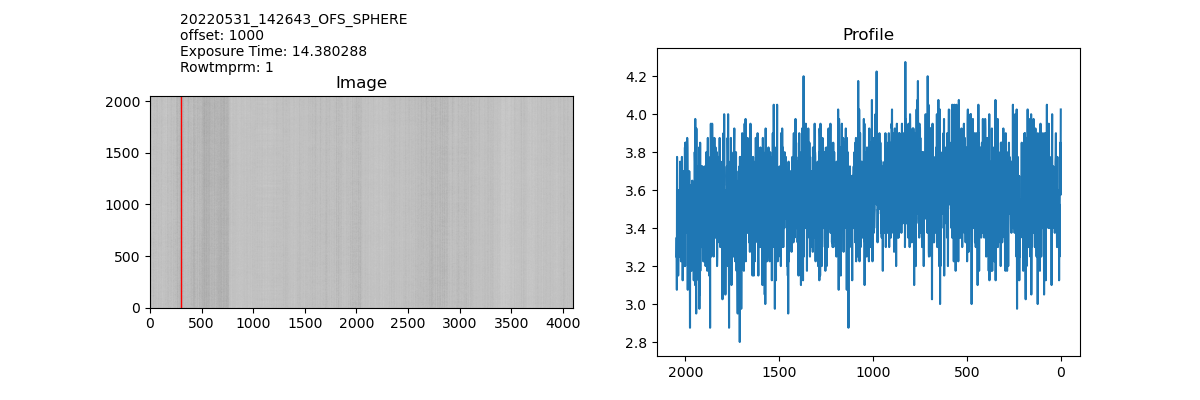 20220531_142643_OFS_SPHERE
offset: 1000
Exposure Time: 14.380288
Rowtmprm: 1
Image
2000
1500
1000
500
0
0 500 1000 1500 2000 2500 3000 3500 4000
Profile
4.2
4.0
3.8
3.6
3.4
3.2
3.0
2.8
2000 1500 1000 500 0